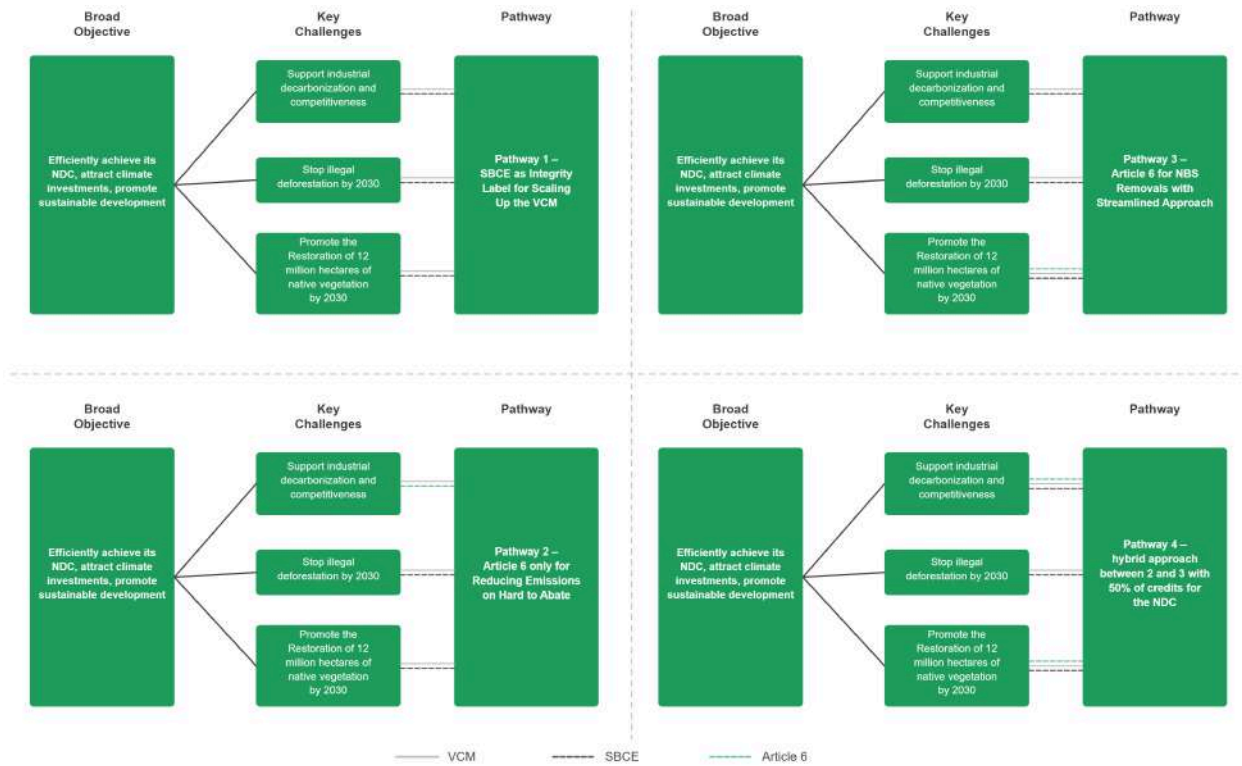 Broad
Objective
Key
Challenges
Pathway
Efficiently achieve its
NDC, attract climate
investments, promote
sustainable development
Support industrial
decarbonization and
competitiveness
Stop illegal
deforestation by 2030
Promote the
Restoration of 12
million hectares of
native vegetation
by 2030
Pathway 1 –
SBCE as Integrity
Label for Scaling
Up the VCM
Broad
Objective
Key
Challenges
Pathway
Efficiently achieve its
NDC, attract climate
investments, promote
sustainable development
Support industrial
decarbonization and
competitiveness
Stop illegal
deforestation by 2030
Promote the
Restoration of 12
million hectares of
native vegetation
by 2030
Pathway 3 –
Article 6 for NBS
Removals with
Streamlined Approach
Broad
Objective
Key
Challenges
Pathway
Efficiently achieve its
NDC, attract climate
investments, promote
sustainable development
Support industrial
decarbonization and
competitiveness
Stop illegal
deforestation by 2030
Promote the
Restoration of 12
million hectares of
native vegetation
by 2030
Pathway 2 –
Article 6 only for
Reducing Emissions
on Hard to Abate
Broad
Objective
Key
Challenges
Pathway
Efficiently achieve its
NDC, attract climate
investments, promote
sustainable development
Support industrial
decarbonization and
competitiveness
Stop illegal
deforestation by 2030
Promote the
Restoration of 12
million hectares of
native vegetation
by 2030
Pathway 4 –
hybrid approach
between 2 and 3 with
50% of credits for
the NDC
VCM
SBCE
Article 6